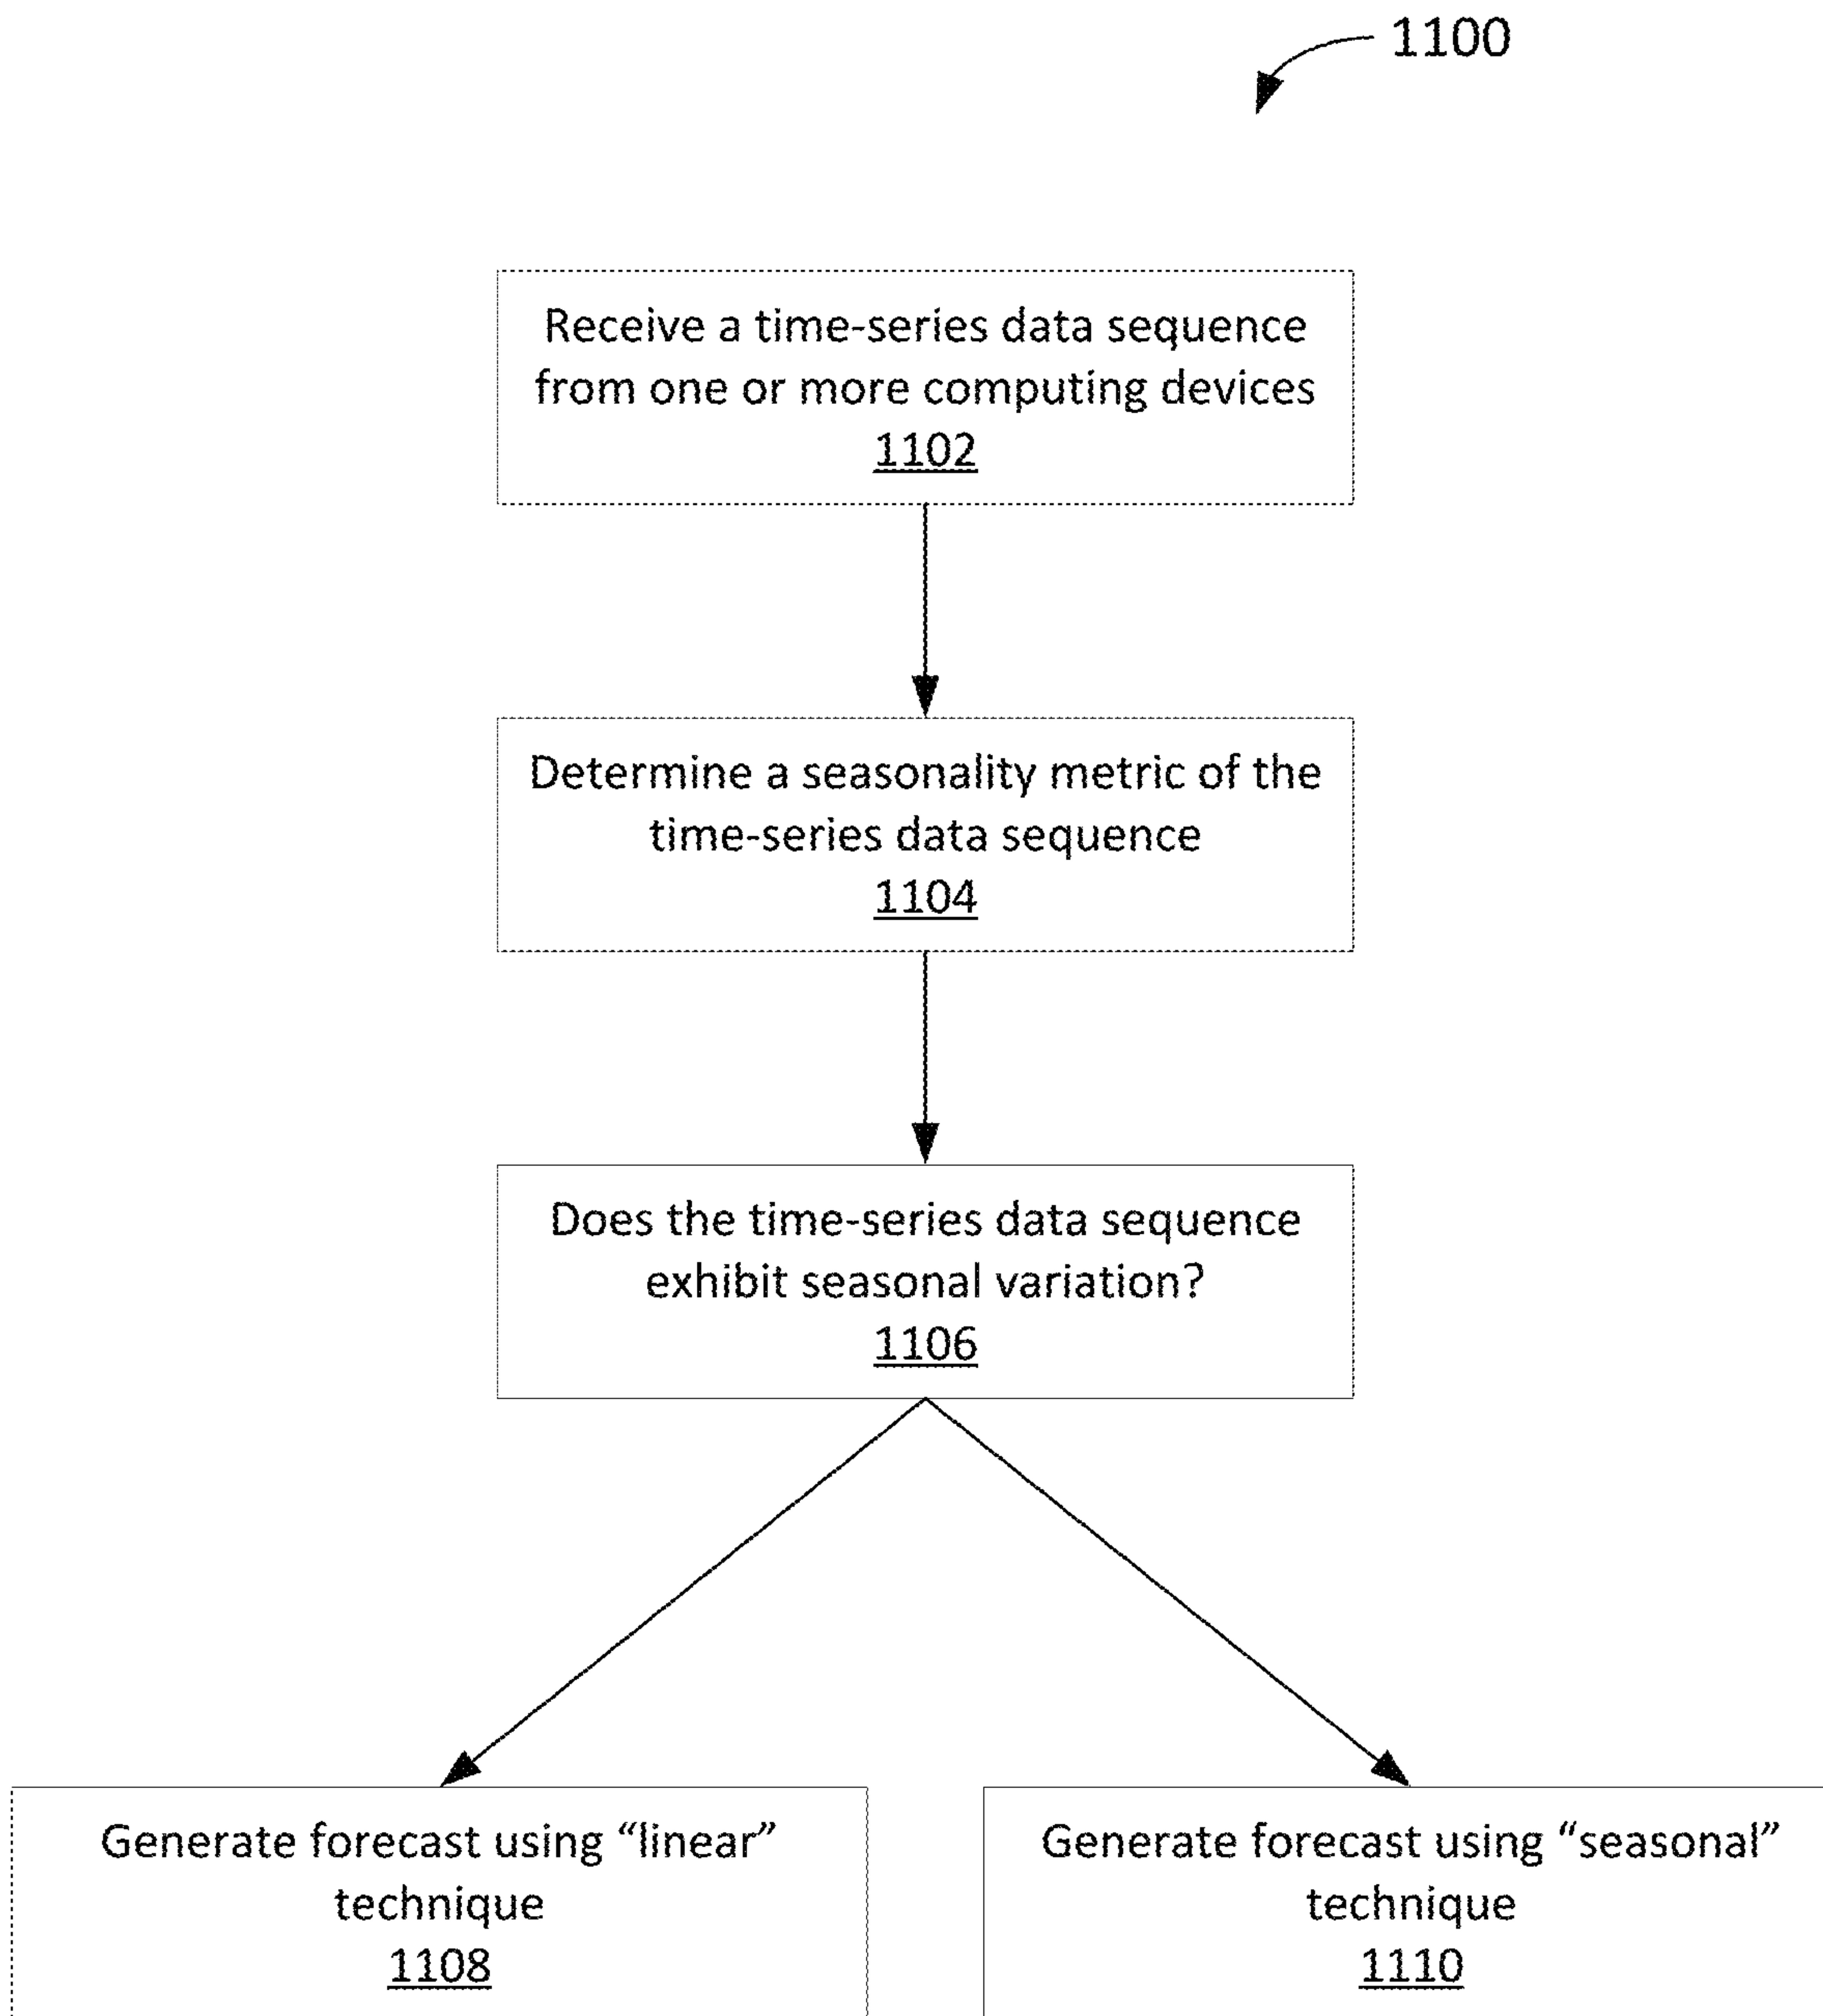 1100
Receive a time-series data sequence
from one or more computing devices
1102
Determine a seasonality metric of the
time-series data sequence
1104
Does the time-series data sequence
exhibit seasonal variation?
1106
Generate forecast using “linear”
technique
1108
Generate forecast using “seasonal”
technique
1110